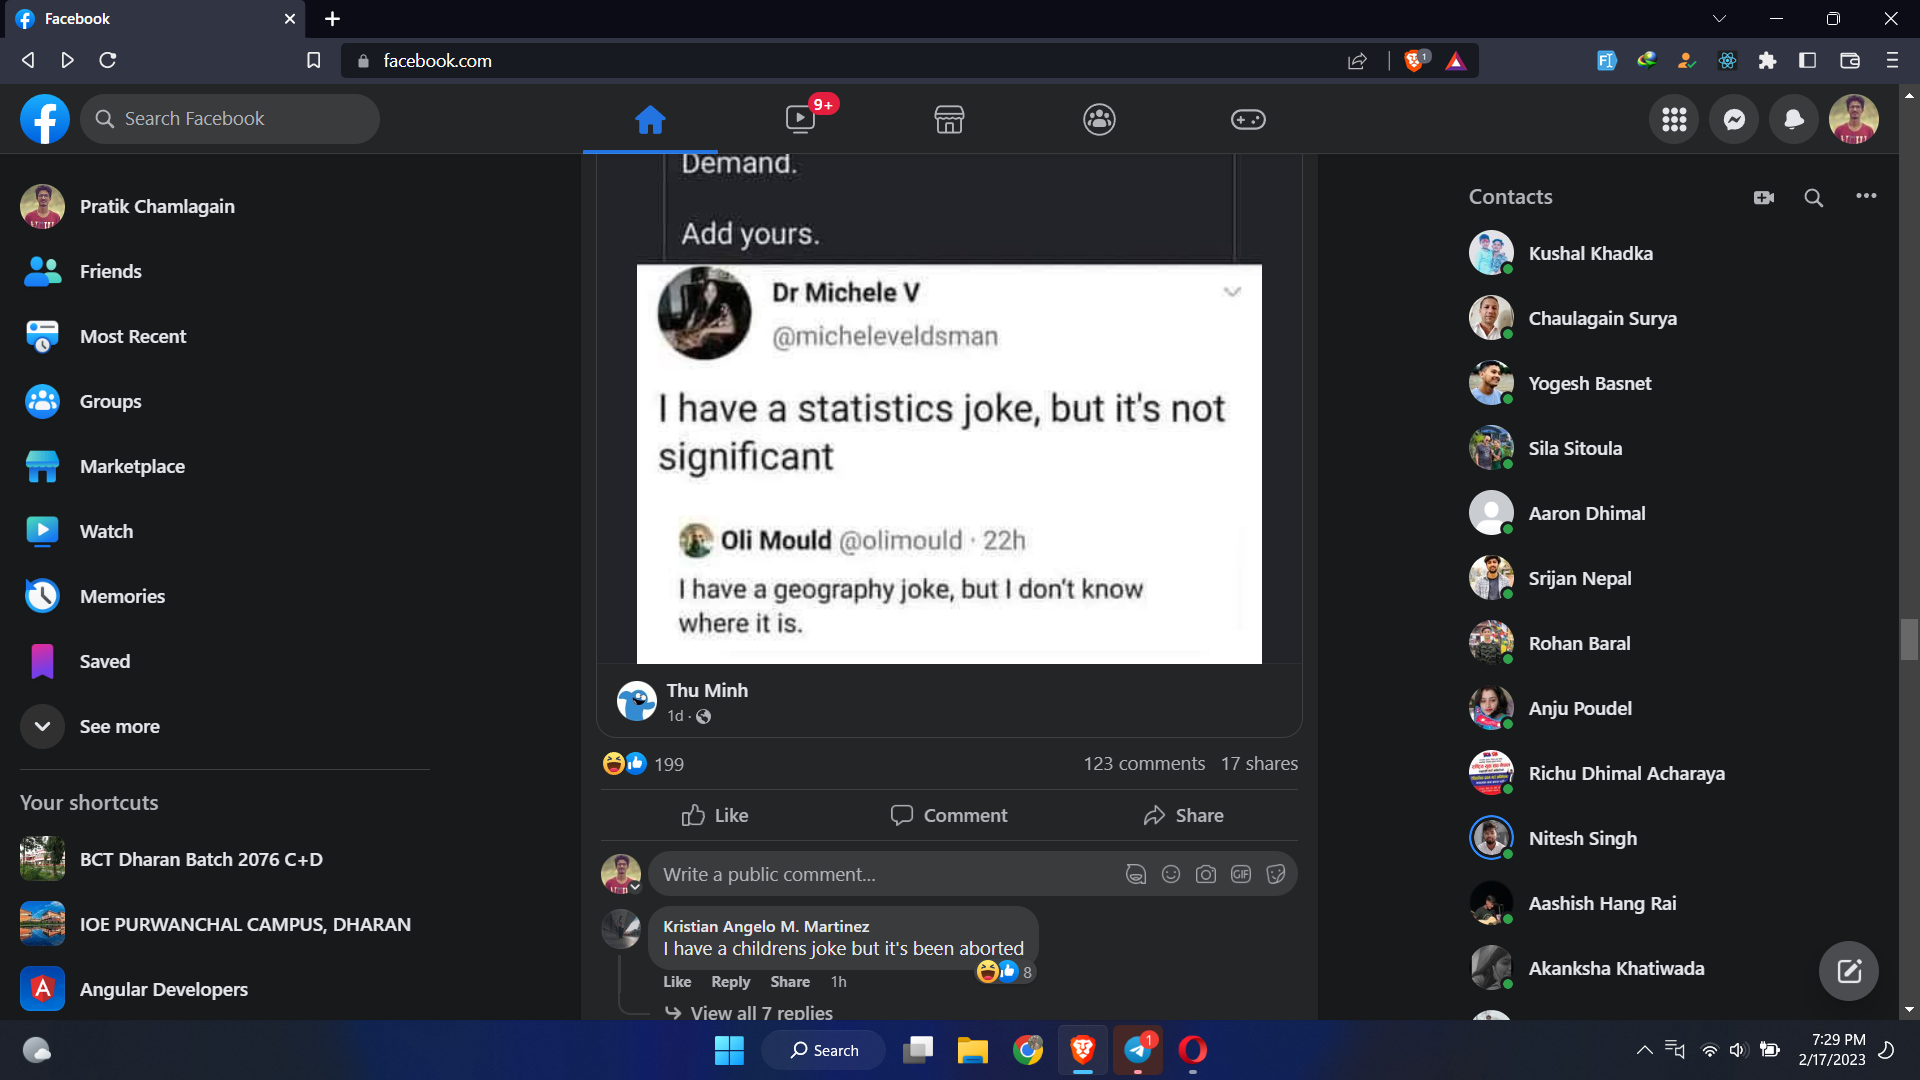 Facebook
facebook.com
1
Search Facebook
9+
Pratik Chamlagain
Friends
Most Recent
Groups
Marketplace
Watch
Memories
Saved
See more
Your shortcuts
BCT Dharan Batch 2076 C+D
IOE PURWANCHAL CAMPUS, DHARAN
Angular Developers
Demand.
Add yours.
Dr Michele V
@micheleveldsman
I have a statistics joke, but it's not
significant
Oli Mould @olimould · 22h
I have a geography joke, but I don't know
where it is.
Thu Minh
1d ·
199
123 comments 17 shares
Like Comment Share
Write a public comment...
GIF
Kristian Angelo M. Martinez
I have a childrens joke but it's been aborted
8
Like Reply Share 1h
View all 7 replies
Contacts
Kushal Khadka
Chaulagain Surya
Yogesh Basnet
Sila Sitoula
Aaron Dhimal
Srijan Nepal
Rohan Baral
Anju Poudel
Richu Dhimal Acharaya
Nitesh Singh
Aashish Hang Rai
Akanksha Khatiwada
Search
1
7:29 PM
2/17/2023